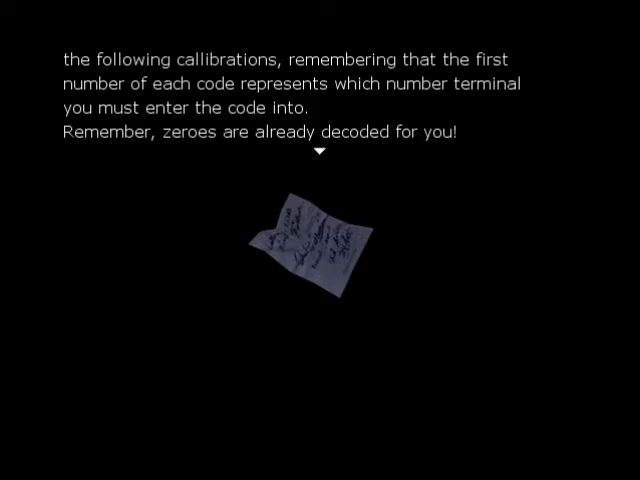 the following callibrations, remembering that the first
number of each code represents which number terminal
you must enter the code into.
Remember, zeroes are already decoded for you!